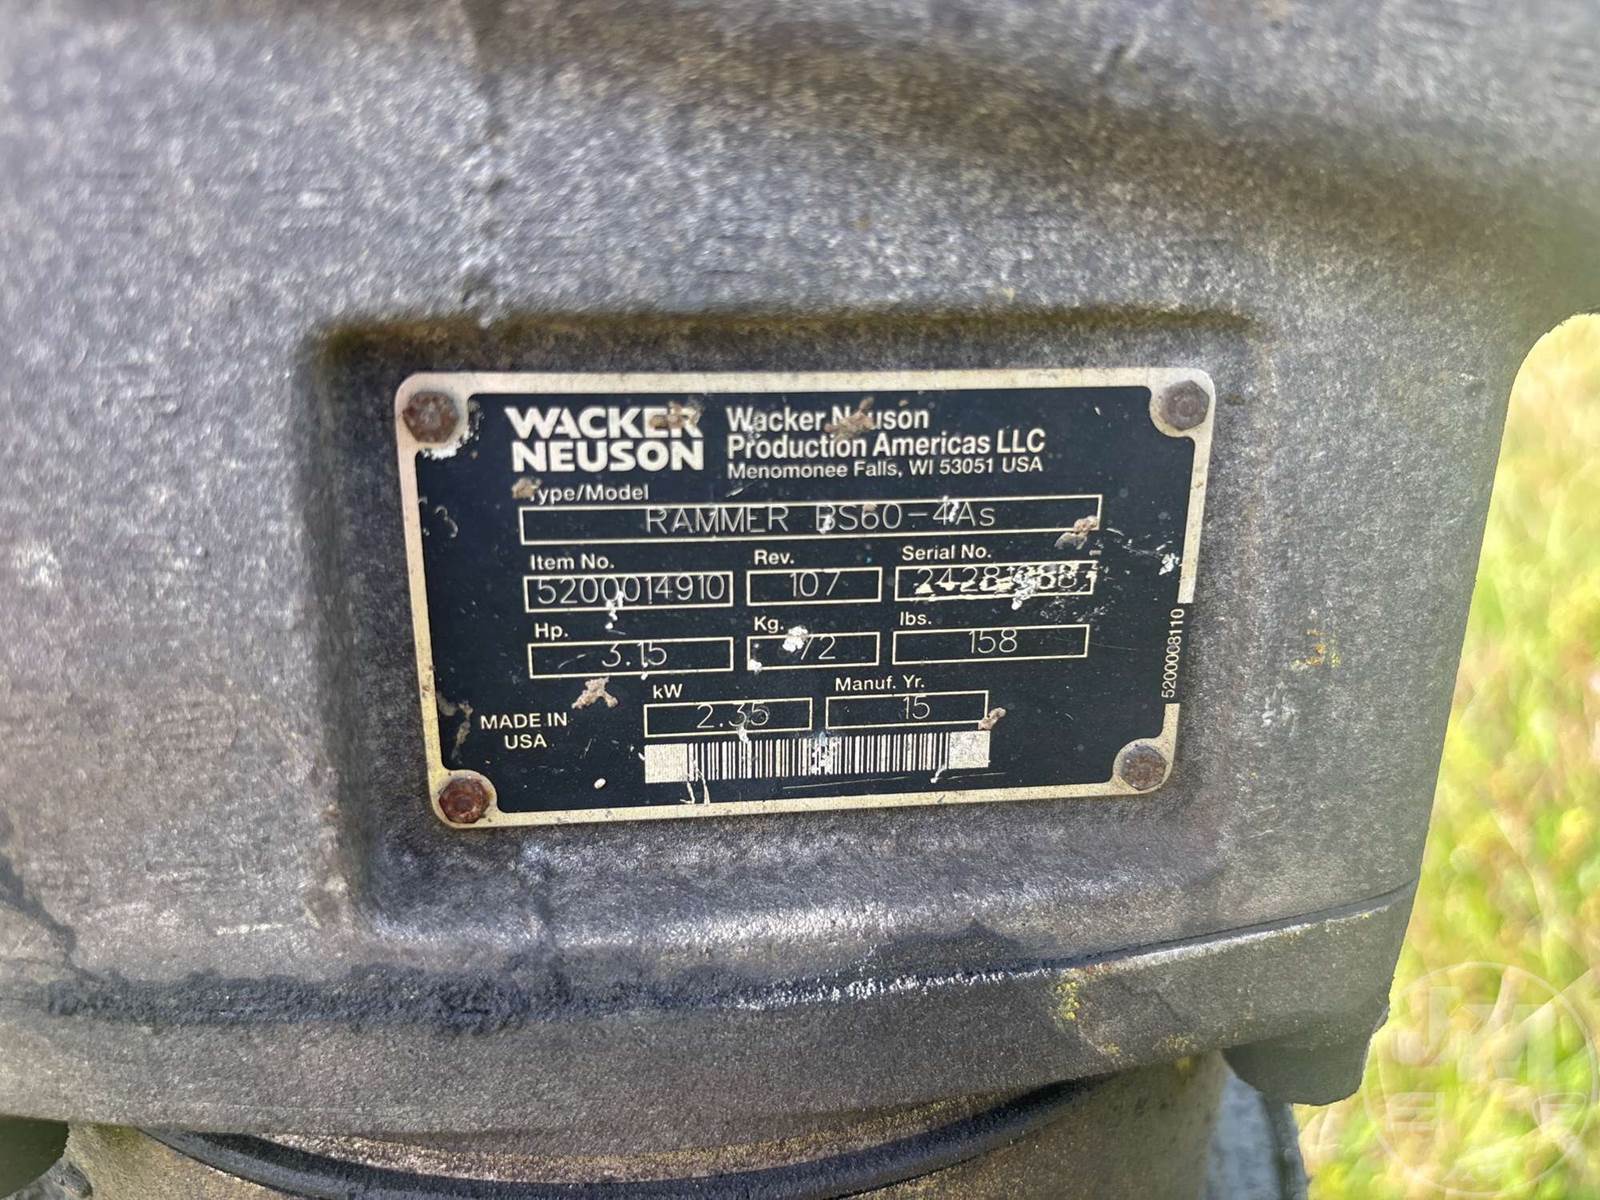 WACKER
NEUSON
Wacker Neuson
Production Americas LLC
Menomonee Falls, WI 53051 USA
Type/Model
RAMMER BS60-4As
Item No. Rev. Serial No.
5200014910 107
Hp. Kg. lbs.
3.15 72 158
kW Manuf. Yr.
2.35 15
MADE IN
USA
5200008110
JM